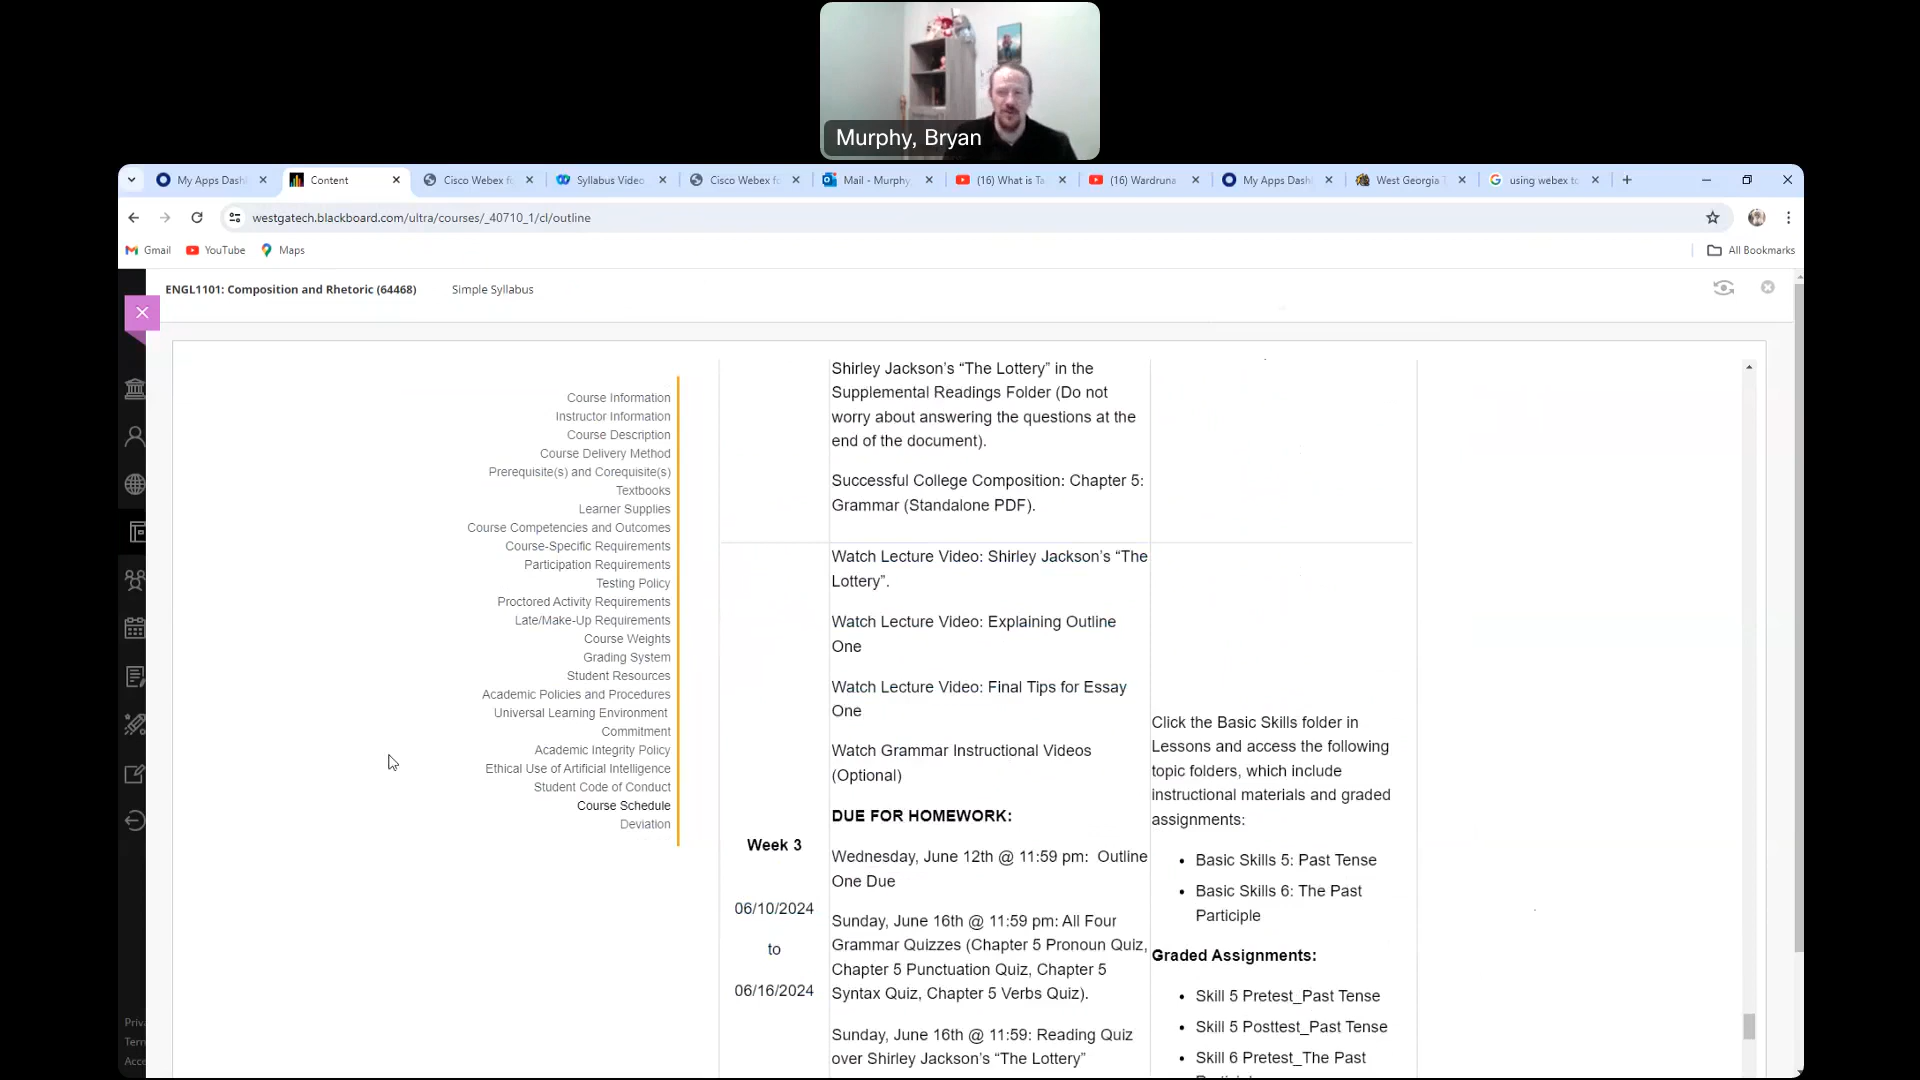 Murphy, Bryan
My Apps Dash
Content
Cisco Webex fo
Syllabus Video
Cisco Webex fo
Mail - Murphy
(16) What is Ta
(16) Wardruna
My Apps Dash
West Georgia T
using webex to
westgatech.blackboard.com/ultra/courses/_40710_1/cl/outline
Gmail
YouTube
Maps
All Bookmarks
ENGL1101: Composition and Rhetoric (64468)
Simple Syllabus
Course Information
Instructor Information
Course Description
Course Delivery Method
Prerequisite(s) and Corequisite(s)
Textbooks
Learner Supplies
Course Competencies and Outcomes
Course-Specific Requirements
Participation Requirements
Testing Policy
Proctored Activity Requirements
Late/Make-Up Requirements
Course Weights
Grading System
Student Resources
Academic Policies and Procedures
Universal Learning Environment
Commitment
Academic Integrity Policy
Ethical Use of Artificial Intelligence
Student Code of Conduct
Course Schedule
Deviation
Priv
Term
Acce
Shirley Jackson’s “The Lottery” in the
Supplemental Readings Folder (Do not
worry about answering the questions at the
end of the document).
Successful College Composition: Chapter 5:
Grammar (Standalone PDF).
Week 3
06/10/2024
to
06/16/2024
Watch Lecture Video: Shirley Jackson’s “The
Lottery”.
Watch Lecture Video: Explaining Outline
One
Watch Lecture Video: Final Tips for Essay
One
Watch Grammar Instructional Videos
(Optional)
DUE FOR HOMEWORK:
Wednesday, June 12th @ 11:59 pm: Outline
One Due
Sunday, June 16th @ 11:59 pm: All Four
Grammar Quizzes (Chapter 5 Pronoun Quiz,
Chapter 5 Punctuation Quiz, Chapter 5
Syntax Quiz, Chapter 5 Verbs Quiz).
Sunday, June 16th @ 11:59: Reading Quiz
over Shirley Jackson’s “The Lottery”
Click the Basic Skills folder in
Lessons and access the following
topic folders, which include
instructional materials and graded
assignments:
• Basic Skills 5: Past Tense
• Basic Skills 6: The Past
Participle
Graded Assignments:
• Skill 5 Pretest_Past Tense
• Skill 5 Posttest_Past Tense
• Skill 6 Pretest_The Past